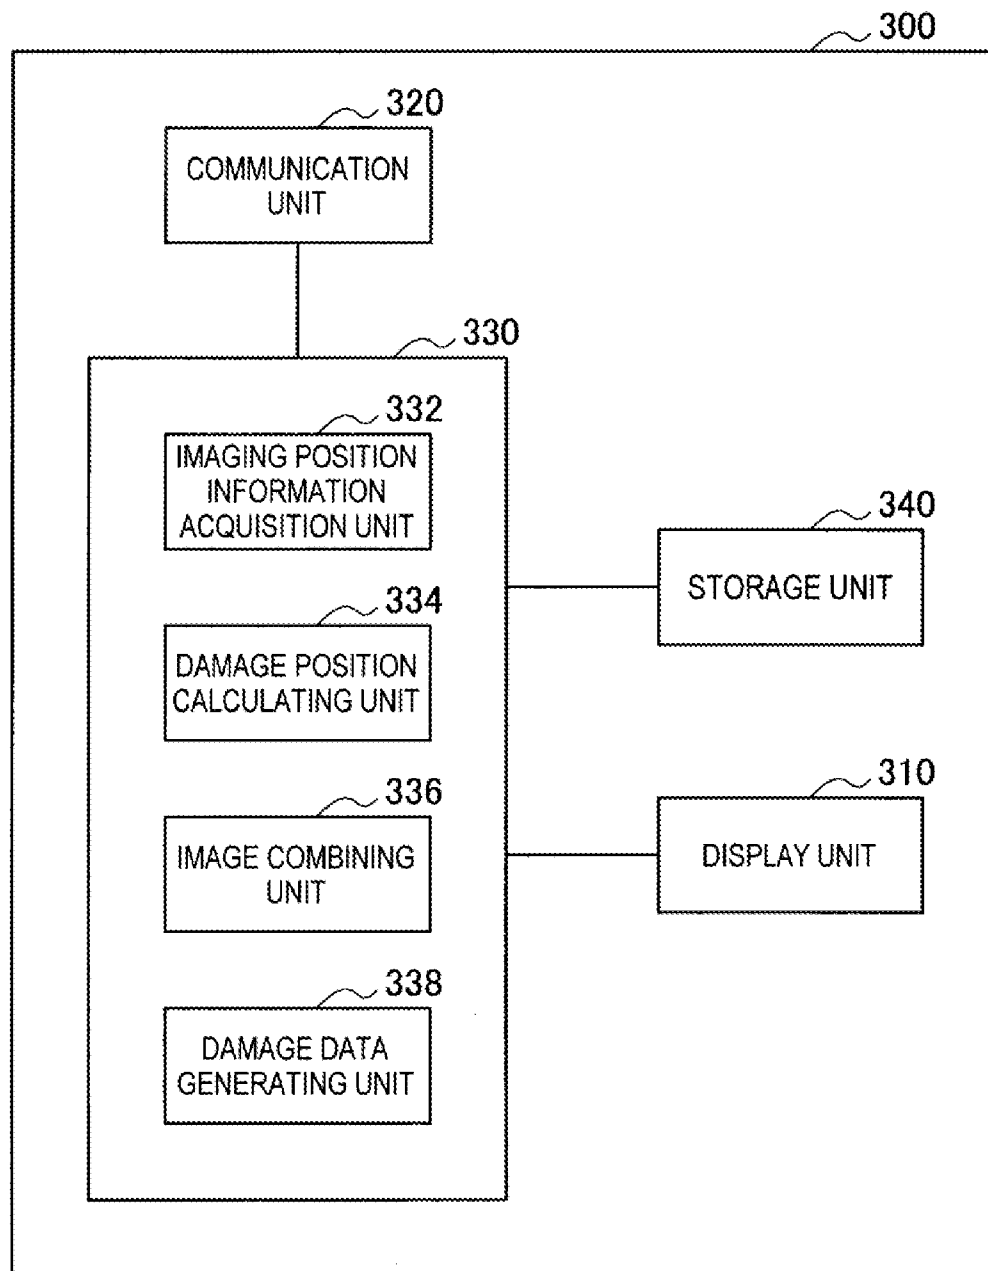 300
320
COMMUNICATION
UNIT
330
332
IMAGING POSITION
INFORMATION
ACQUISITION UNIT
334
DAMAGE POSITION
CALCULATING UNIT
336
IMAGE COMBINING
UNIT
338
DAMAGE DATA
GENERATING UNIT
340
STORAGE UNIT
310
DISPLAY UNIT